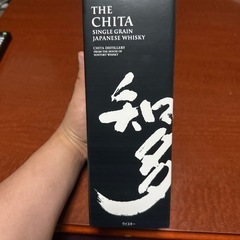 THE
CHITA
SINGLE GRAIN
JAPANESE WHISKY
CHITA DISTILLERY
FROM THE HOUSE OF
SUNTORY WHISKY
知多
ウイスキー